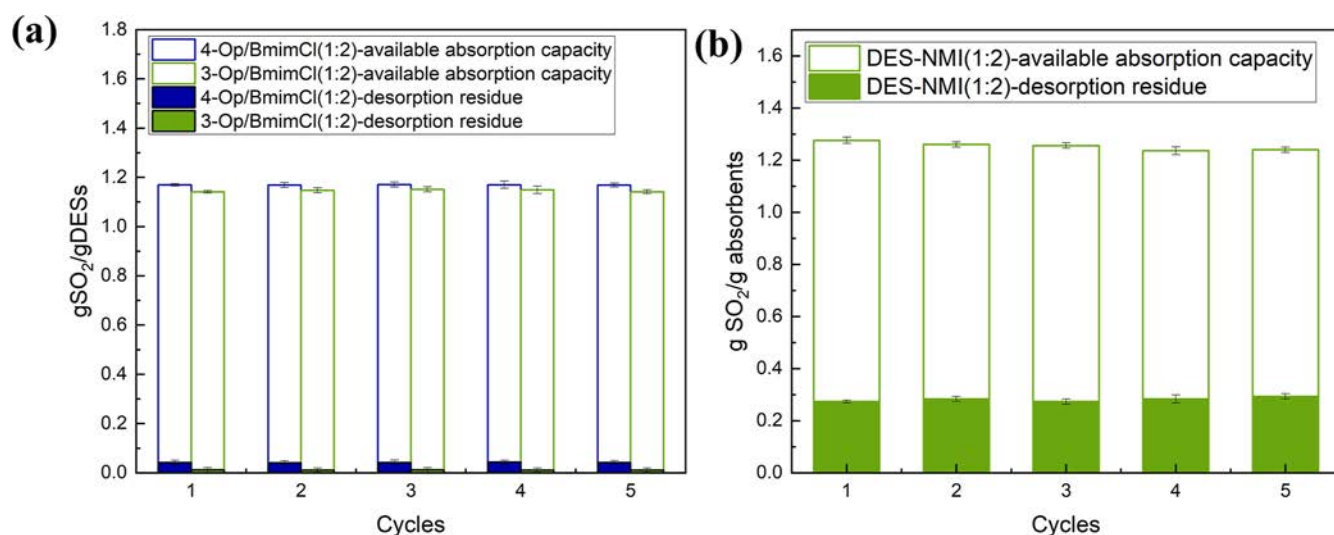 (a)
1.8
1.6
1.4
1.2
1.0
0.8
0.6
0.4
0.2
0.0
gSO₂/gDESs
4-Op/BmimCl(1:2)-available absorption capacity
3-Op/BmimCl(1:2)-available absorption capacity
4-Op/BmimCl(1:2)-desorption residue
3-Op/BmimCl(1:2)-desorption residue
1 2 3 4 5
Cycles
(b)
1.6
1.4
1.2
1.0
0.8
0.6
0.4
0.2
0.0
g SO₂/g absorbents
DES-NMI(1:2)-available absorption capacity
DES-NMI(1:2)-desorption residue
1 2 3 4 5
Cycles